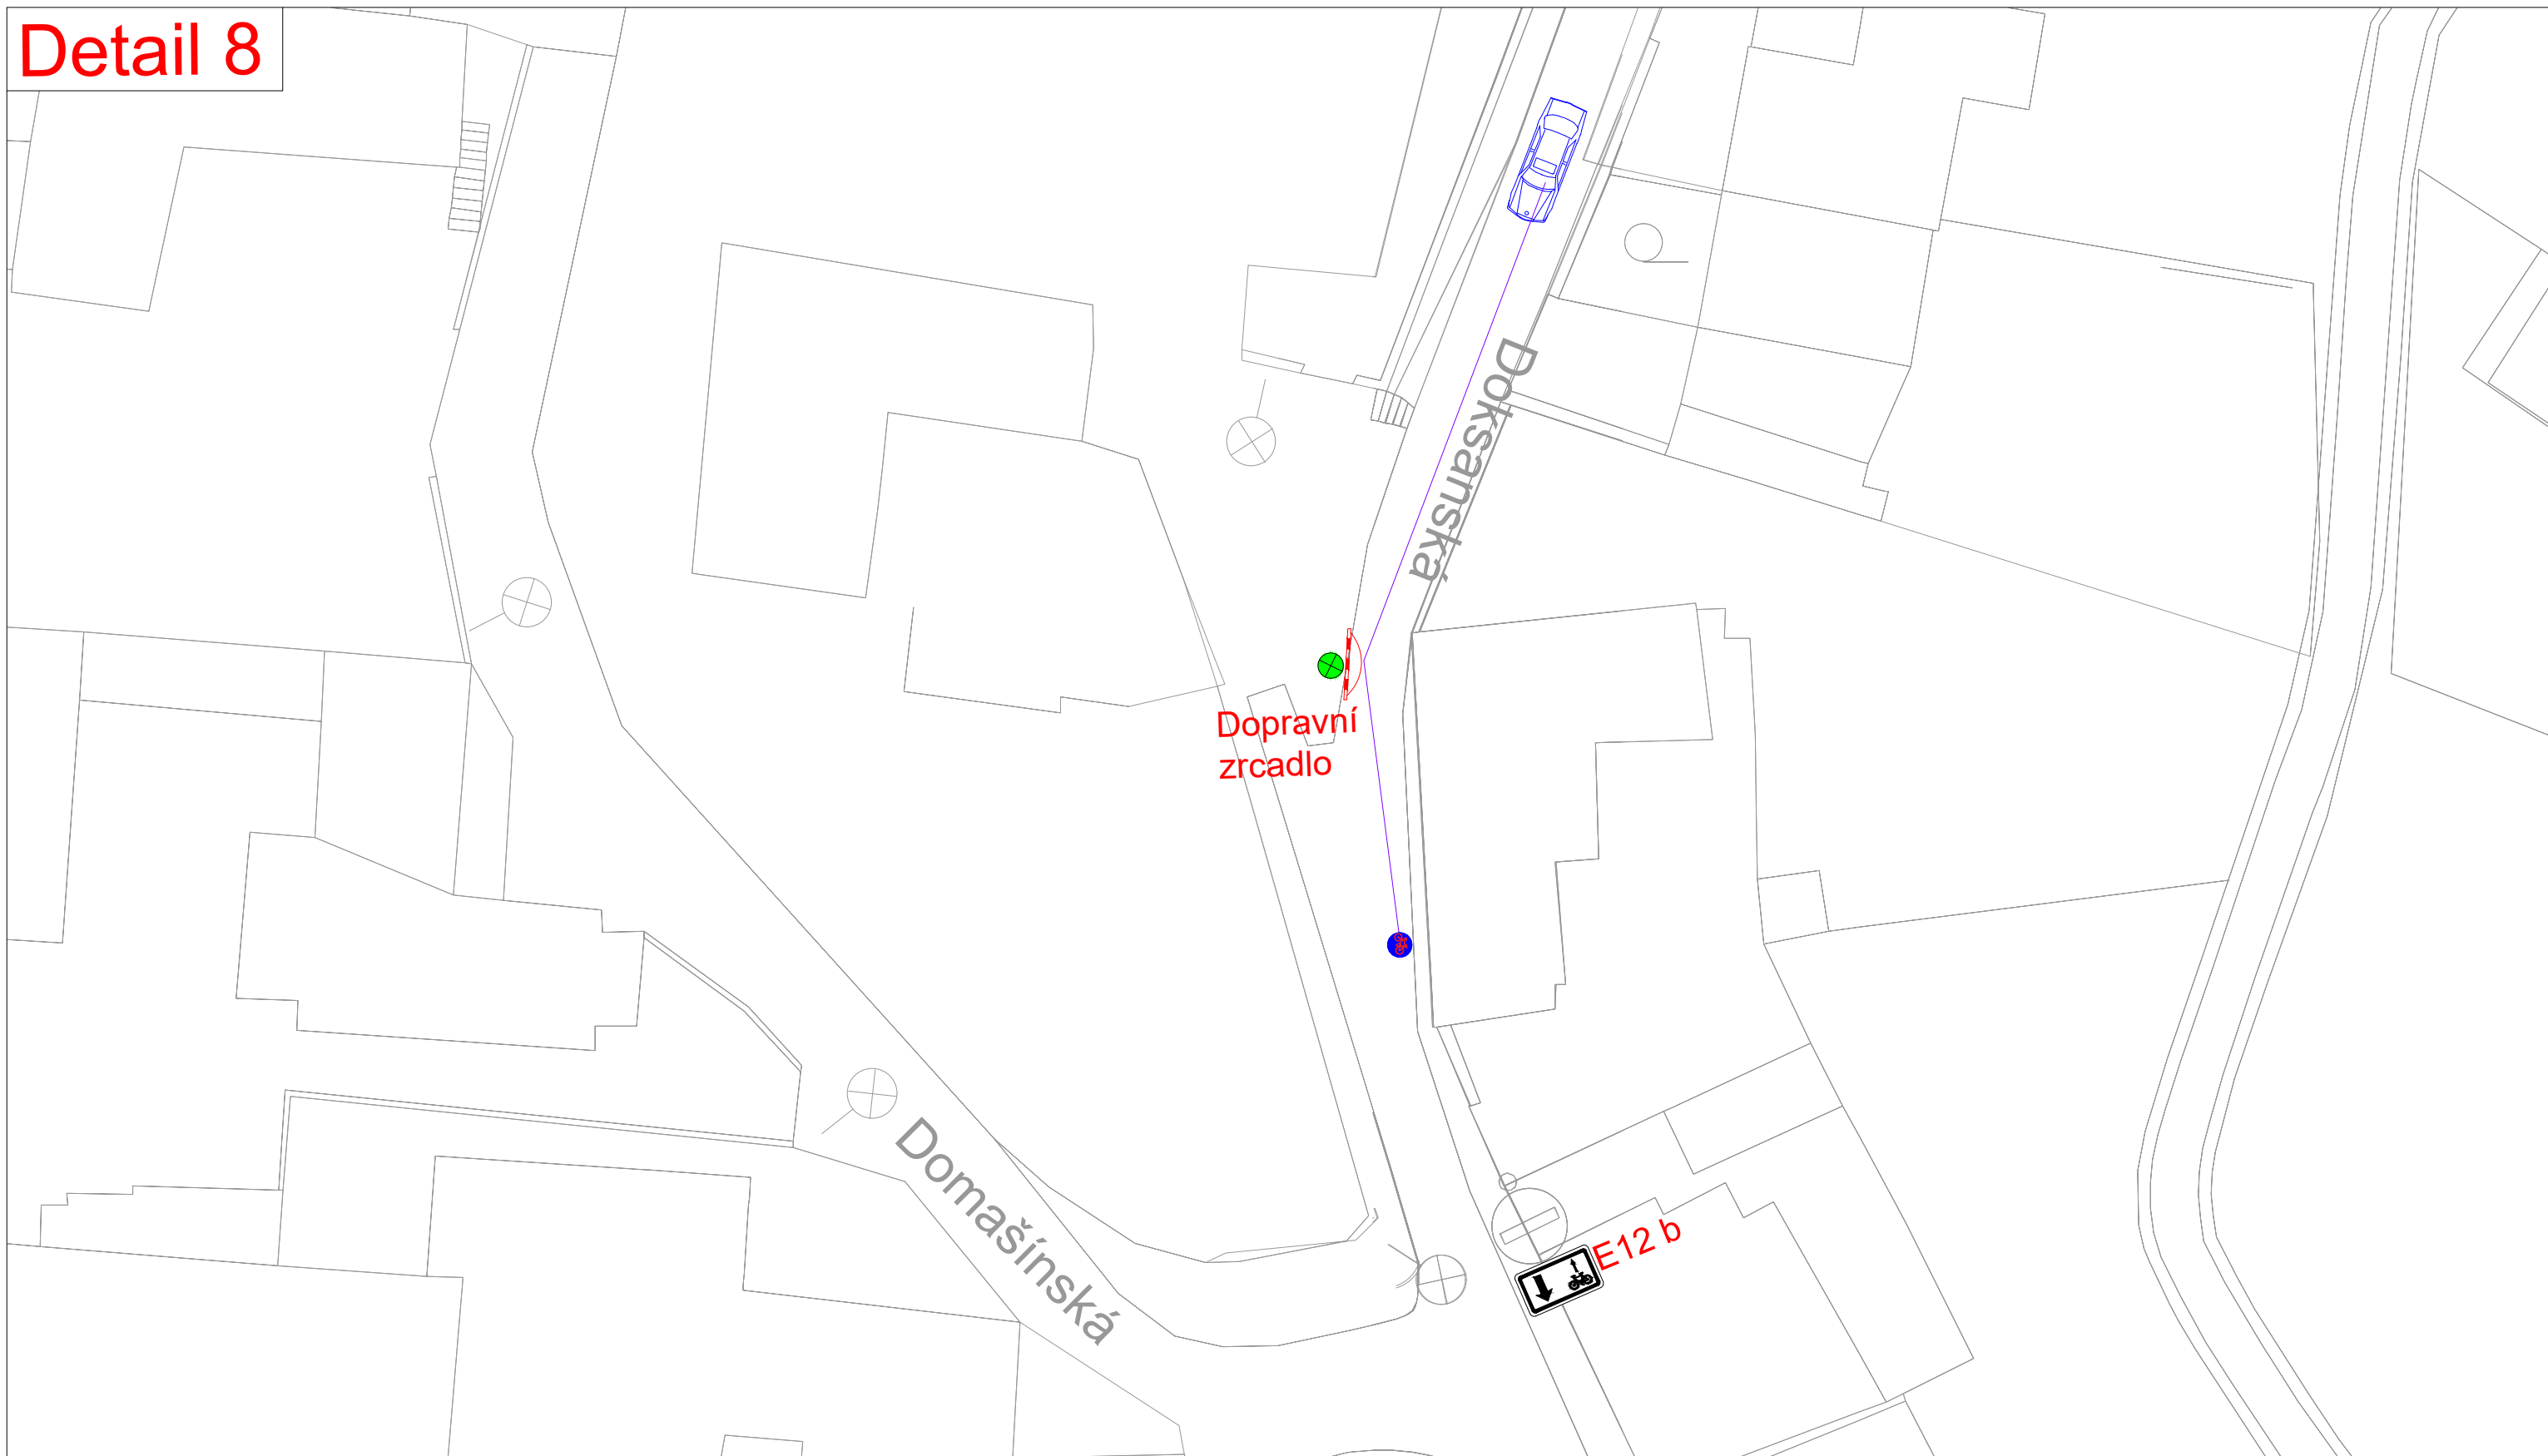 Detail 8
Doksanská
Dopravní
zrcadlo
Domašínská
E12 b